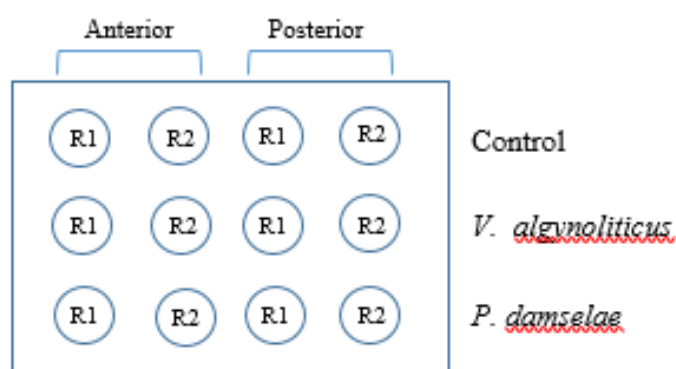 Anterior Posterior
R1 R2 R1 R2 Control
R1 R2 R1 R2 V. algynoliticus
R1 R2 R1 R2 P. damselae